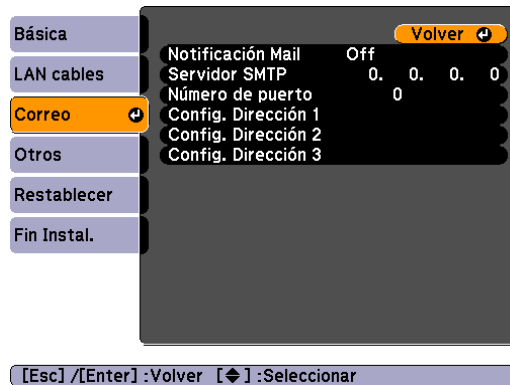 Básica
LAN cables
Correo
Otros
Restablecer
Fin Instal.
Volver
Notificación Mail Off
Servidor SMTP 0. 0. 0. 0
Número de puerto 0
Config. Dirección 1
Config. Dirección 2
Config. Dirección 3
[Esc] /[Enter] :Volver [◆] :Seleccionar